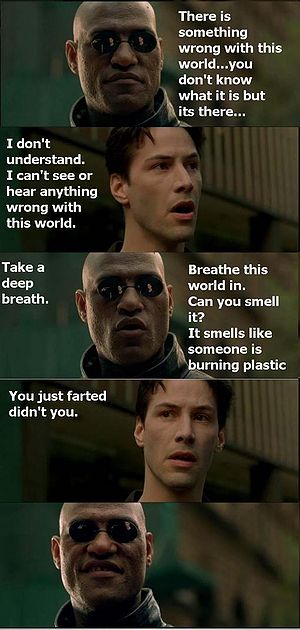 There is
something
wrong with this
world...you
don't know
what it is but
its there...
I don't
understand.
I can't see or
hear anything
wrong with
this world.
Take a
deep
breath.
Breathe this
world in.
Can you smell
it?
It smells like
someone is
burning plastic
You just farted
didn't you.